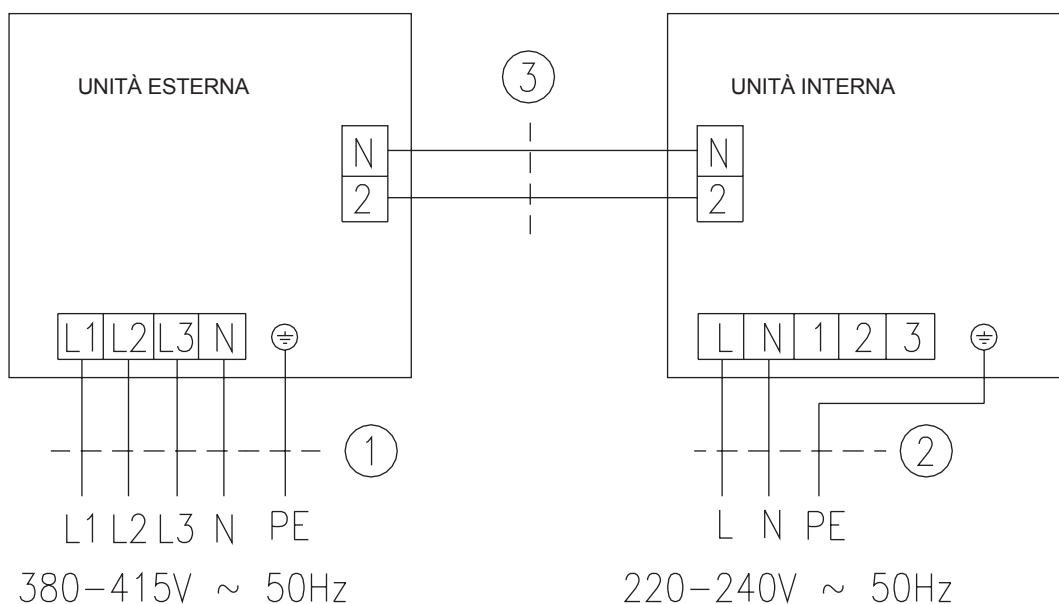 UNITÀ ESTERNA
UNITÀ INTERNA
3
N
N
2
2
L1 L2 L3 N
L N 1 2 3
1
2
L1 L2 L3 N PE
L N PE
380-415V ~ 50Hz
220-240V ~ 50Hz